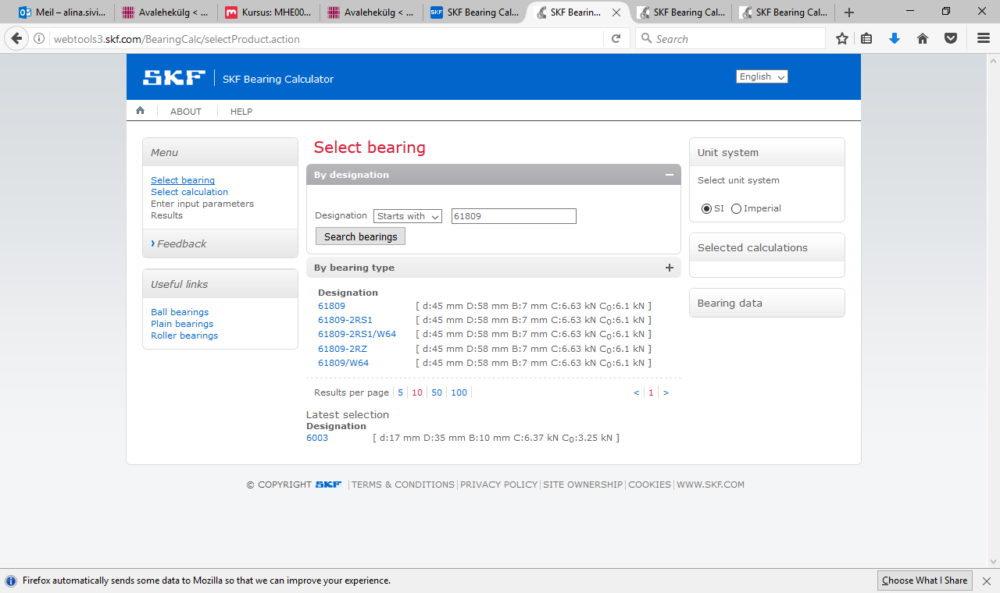 Meil – alina.sivi...
Avalehekülg < ...
Kursus: MHE00...
Avalehekülg < ...
SKF Bearing Cal...
SKF Bearin...
SKF Bearing Cal...
SKF Bearing Cal...
webtools3.skf.com/BearingCalc/selectProduct.action
Search
SKF SKF Bearing Calculator
English
ABOUT HELP
Menu
Select bearing
Select calculation
Enter input parameters
Results
Feedback
Useful links
Ball bearings
Plain bearings
Roller bearings
Select bearing
By designation
Designation Starts with 61809
Search bearings
By bearing type
Designation
61809 [ d:45 mm D:58 mm B:7 mm C:6.63 kN C0:6.1 kN ]
61809-2RS1 [ d:45 mm D:58 mm B:7 mm C:6.63 kN C0:6.1 kN ]
61809-2RS1/W64 [ d:45 mm D:58 mm B:7 mm C:6.63 kN C0:6.1 kN ]
61809-2RZ [ d:45 mm D:58 mm B:7 mm C:6.63 kN C0:6.1 kN ]
61809/W64 [ d:45 mm D:58 mm B:7 mm C:6.63 kN C0:6.1 kN ]
Results per page 5 10 50 100 < 1 >
Latest selection
Designation
6003 [ d:17 mm D:35 mm B:10 mm C:6.37 kN C0:3.25 kN ]
Unit system
Select unit system
SI Imperial
Selected calculations
Bearing data
© COPYRIGHT SKF | TERMS & CONDITIONS | PRIVACY POLICY | SITE OWNERSHIP | COOKIES | WWW.SKF.COM
Firefox automatically sends some data to Mozilla so that we can improve your experience.
Choose What I Share